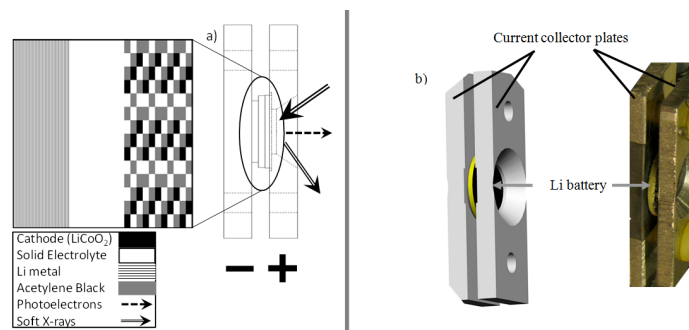 a)
Cathode (LiCoO₂)
Solid Electrolyte
Li metal
Acetylene Black
Photoelectrons
Soft X-rays
− +
Current collector plates
b)
Li battery